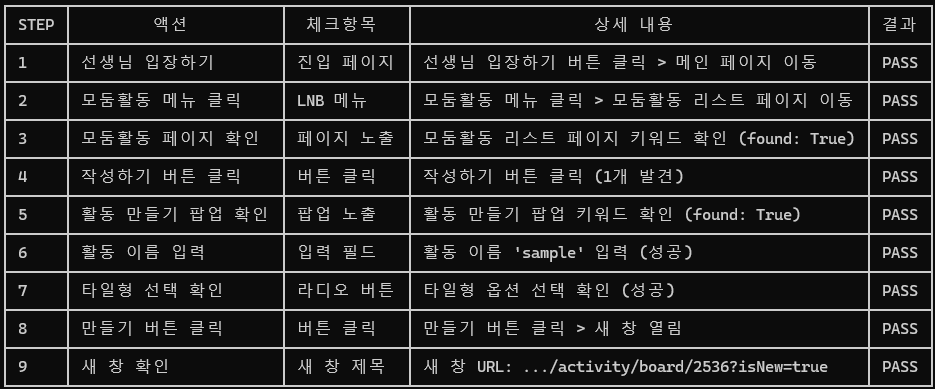 STEP 액션 체크항목 상세 내용 결과
1 선생님 입장하기 진입 페이지 선생님 입장하기 버튼 클릭 > 메인 페이지 이동 PASS
2 모둠활동 메뉴 클릭 LNB 메뉴 모둠활동 메뉴 클릭 > 모둠활동 리스트 페이지 이동 PASS
3 모둠활동 페이지 확인 페이지 노출 모둠활동 리스트 페이지 키워드 확인 (found: True) PASS
4 작성하기 버튼 클릭 버튼 클릭 작성하기 버튼 클릭 (1개 발견) PASS
5 활동 만들기 팝업 확인 팝업 노출 활동 만들기 팝업 키워드 확인 (found: True) PASS
6 활동 이름 입력 입력 필드 활동 이름 'sample' 입력 (성공) PASS
7 타일형 선택 확인 라디오 버튼 타일형 옵션 선택 확인 (성공) PASS
8 만들기 버튼 클릭 버튼 클릭 만들기 버튼 클릭 > 새 창 열림 PASS
9 새 창 확인 새 창 제목 새 창 URL: .../activity/board/2536?isNew=true PASS